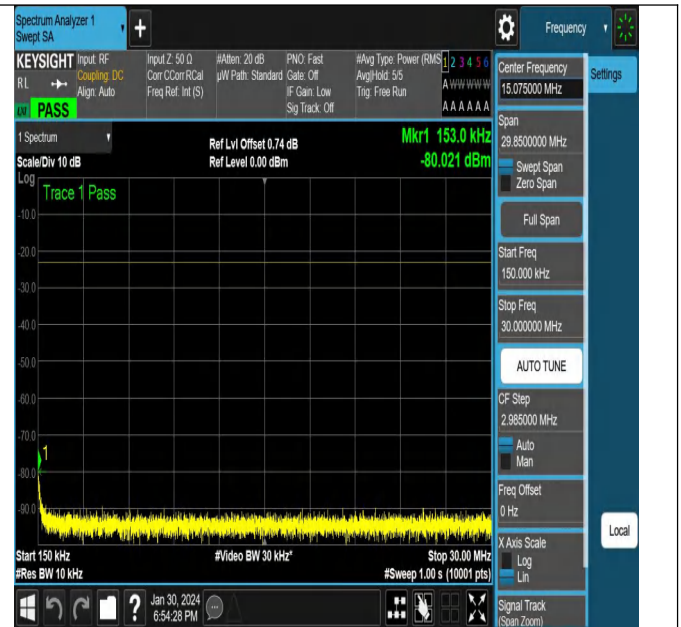 Spectrum Analyzer 1
Swept SA
+
Frequency
KEYSIGHT
RL
LXI PASS
Input: RF
Coupling: DC
Align: Auto
Input Z: 50 Ω
Corr CCorr RCal
Freq Ref: Int (S)
#Atten: 20 dB
µW Path: Standard
PNO: Fast
Gate: Off
IF Gain: Low
Sig Track: Off
#Avg Type: Power (RMS
Avg|Hold: 5/5
Trig: Free Run
1 2 3 4 5 6
A W W W W W
A A A A A A
1 Spectrum
Scale/Div 10 dB
Log
Ref Lvl Offset 0.74 dB
Ref Level 0.00 dBm
Mkr1 153.0 kHz
-80.021 dBm
Trace 1 Pass
-10.0
-20.0
-30.0
-40.0
-50.0
-60.0
-70.0
1
-80.0
-90.0
Start 150 kHz
#Res BW 10 kHz
#Video BW 30 kHz*
Stop 30.00 MHz
#Sweep 1.00 s (10001 pts)
?
Jan 30, 2024
6:54:28 PM
Center Frequency
15.075000 MHz
Settings
Span
29.8500000 MHz
Swept Span
Zero Span
Full Span
Start Freq
150.000 kHz
Stop Freq
30.000000 MHz
AUTO TUNE
CF Step
2.985000 MHz
Auto
Man
Freq Offset
0 Hz
X Axis Scale
Log
Lin
Local
Signal Track
(Span Zoom)